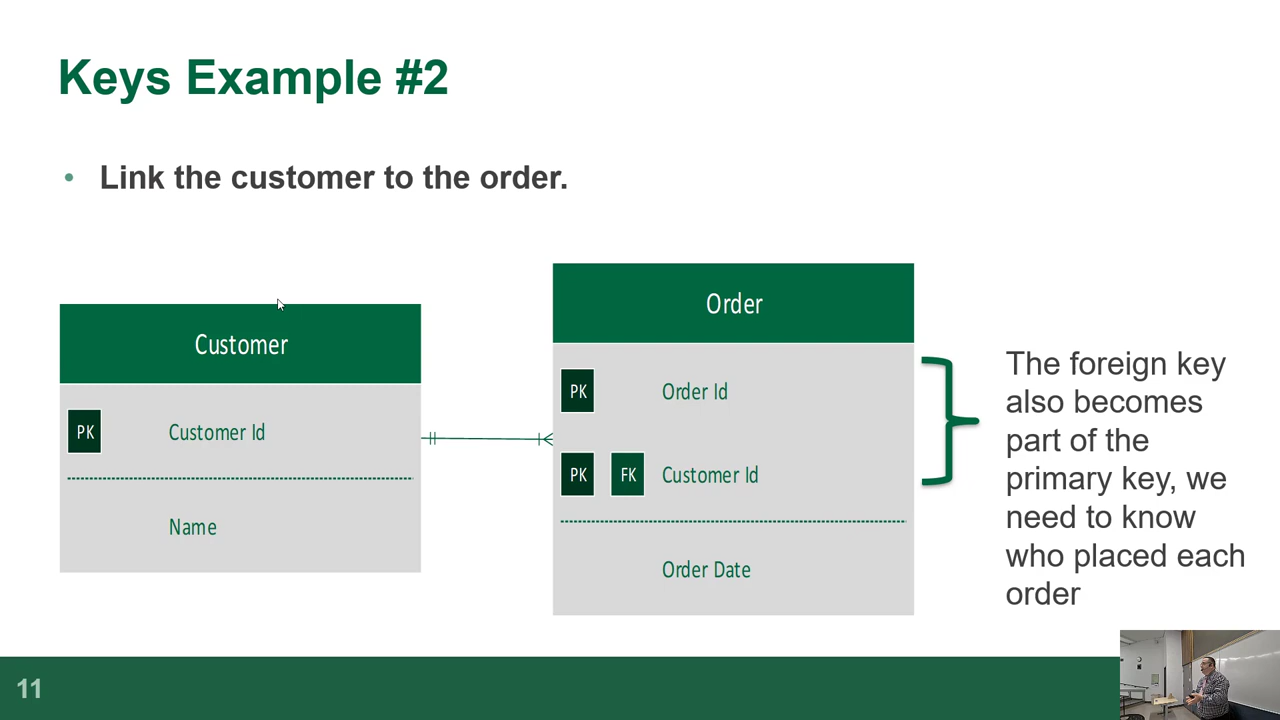 Keys Example #2
• Link the customer to the order.
Customer
PK Customer Id
Name
Order
PK Order Id
PK FK Customer Id
Order Date
The foreign key
also becomes
part of the
primary key, we
need to know
who placed each
order
11